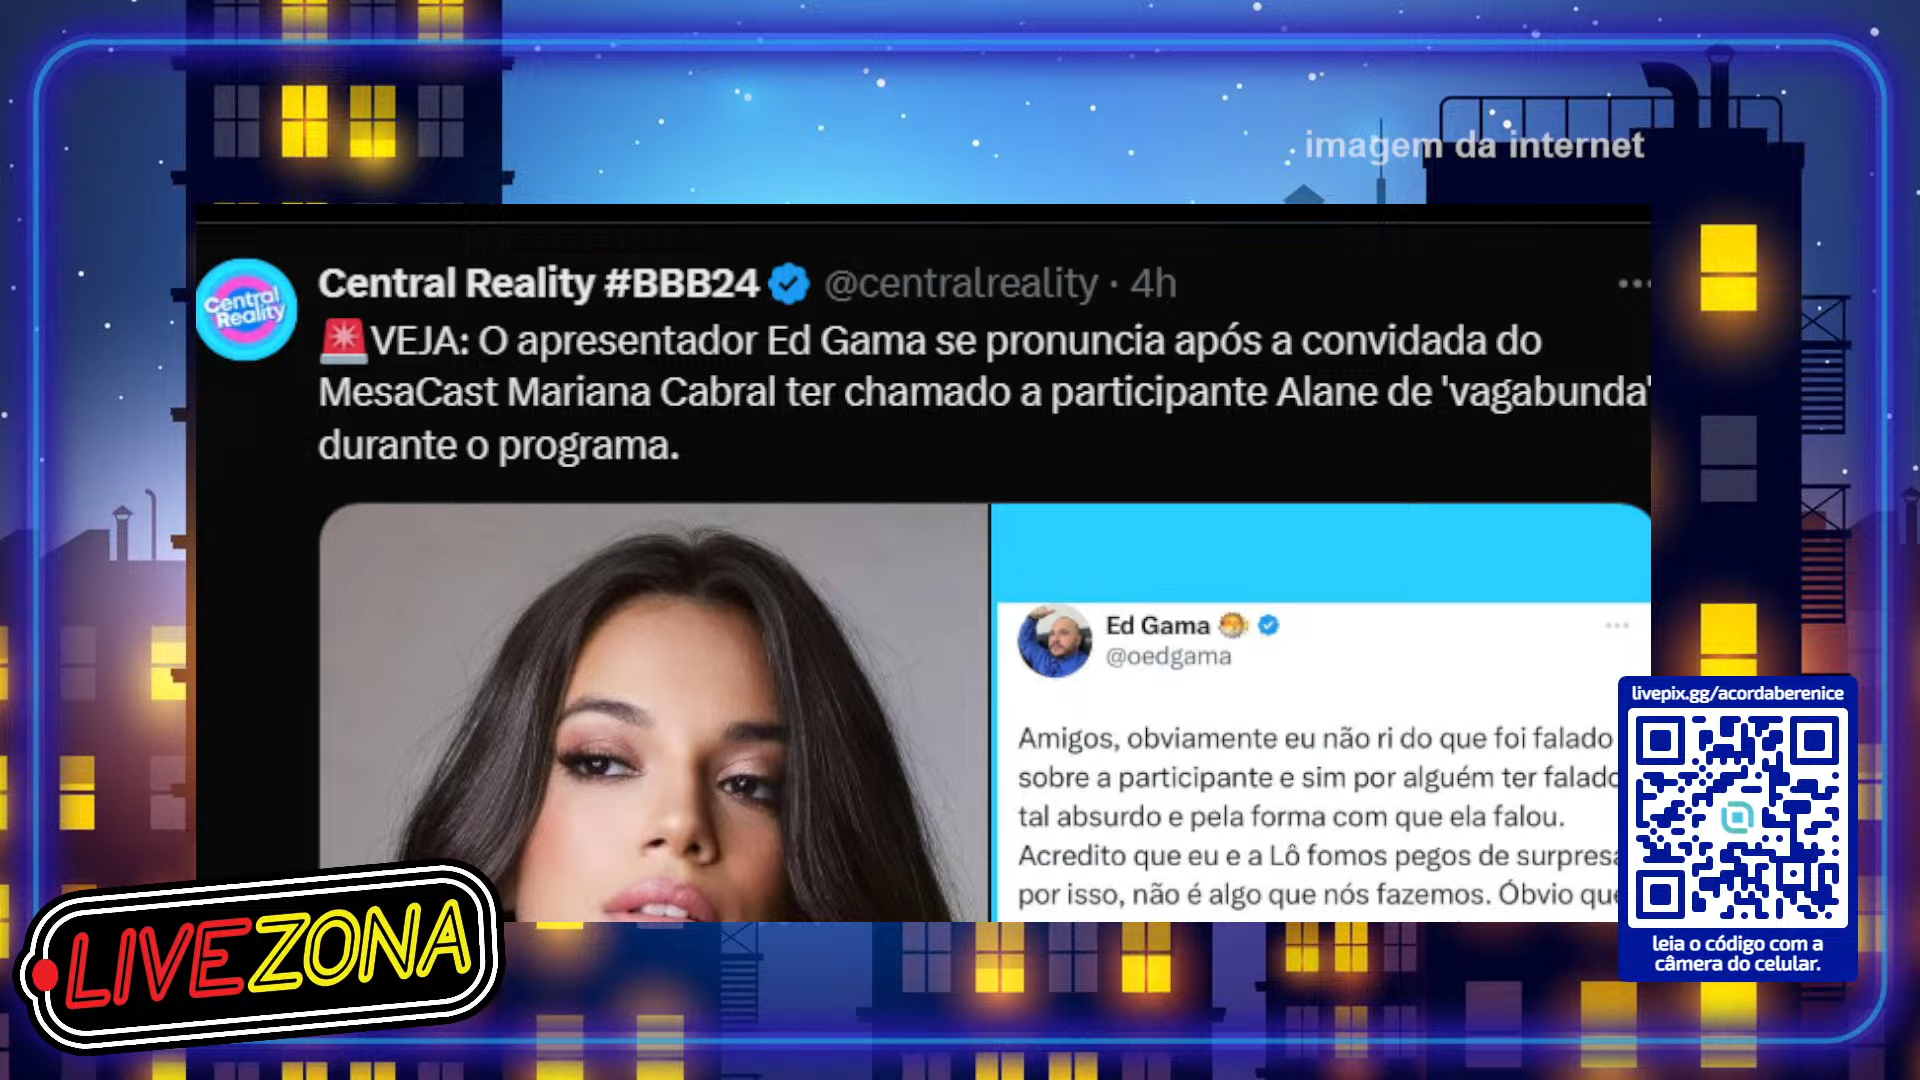 imagem da internet
Central Reality #BBB24 @centralreality · 4h
Central
Reality
VEJA: O apresentador Ed Gama se pronuncia após a convidada do
MesaCast Mariana Cabral ter chamado a participante Alane de 'vagabunda'
durante o programa.
Ed Gama
@oedgama
Amigos, obviamente eu não ri do que foi falado
sobre a participante e sim por alguém ter falado
tal absurdo e pela forma com que ela falou.
Acredito que eu e a Lô fomos pegos de surpresa
por isso, não é algo que nós fazemos. Óbvio que
livepix.gg/acordaberenice
leia o código com a
câmera do celular.
LIVEZONA